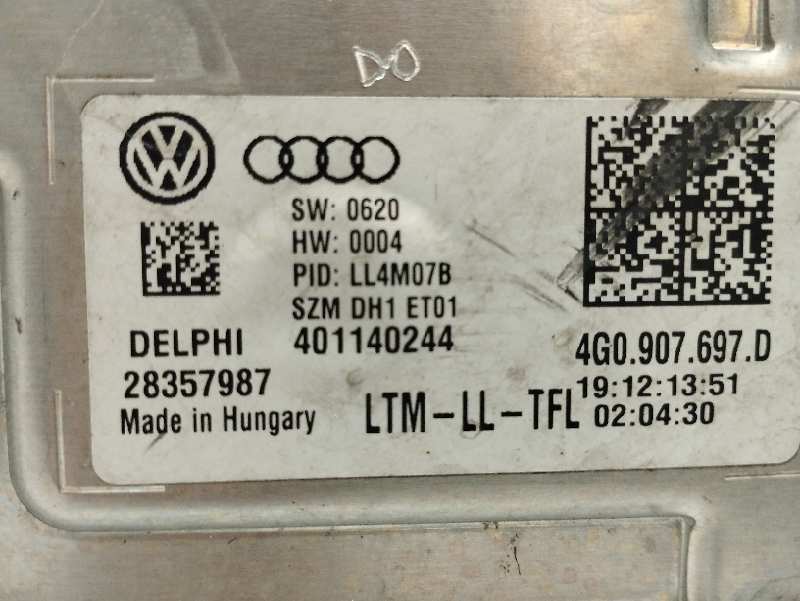 DO
VW
SW: 0620
HW: 0004
PID: LL4M07B
SZM DH1 ET01
DELPHI 401140244
28357987
Made in Hungary
LTM-LL-TFL
4G0.907.697.D
19:12:13:51
02:04:30